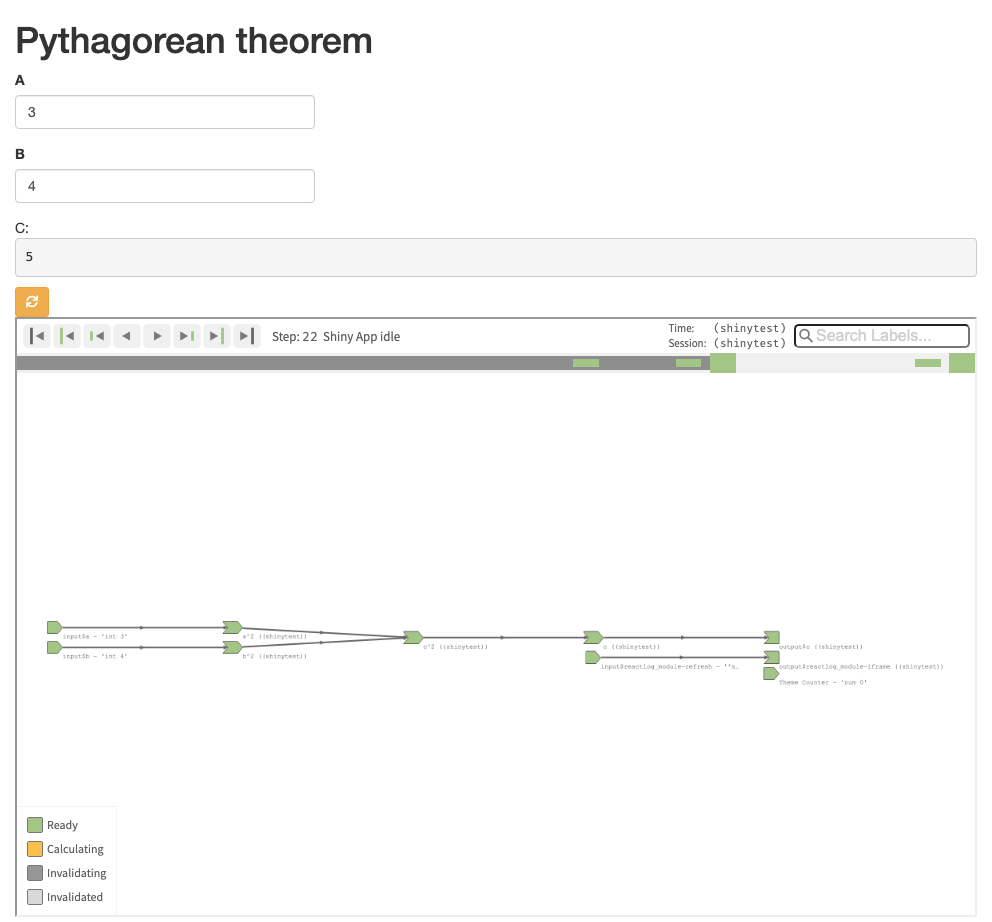 Pythagorean theorem
A
3
B
4
C:
5
Step: 22 Shiny App idle
Time: (shinytest)
Session: (shinytest)
Search Labels...
input$a – 'int 3'
a^2 ((shinytest))
input$b – 'int 4'
b^2 ((shinytest))
c^2 ((shinytest))
c ((shinytest))
output$c ((shinytest))
input$reactlog_module-refresh – ''s…
output$reactlog_module-iframe ((shinytest))
Theme Counter – 'num 0'
Ready
Calculating
Invalidating
Invalidated